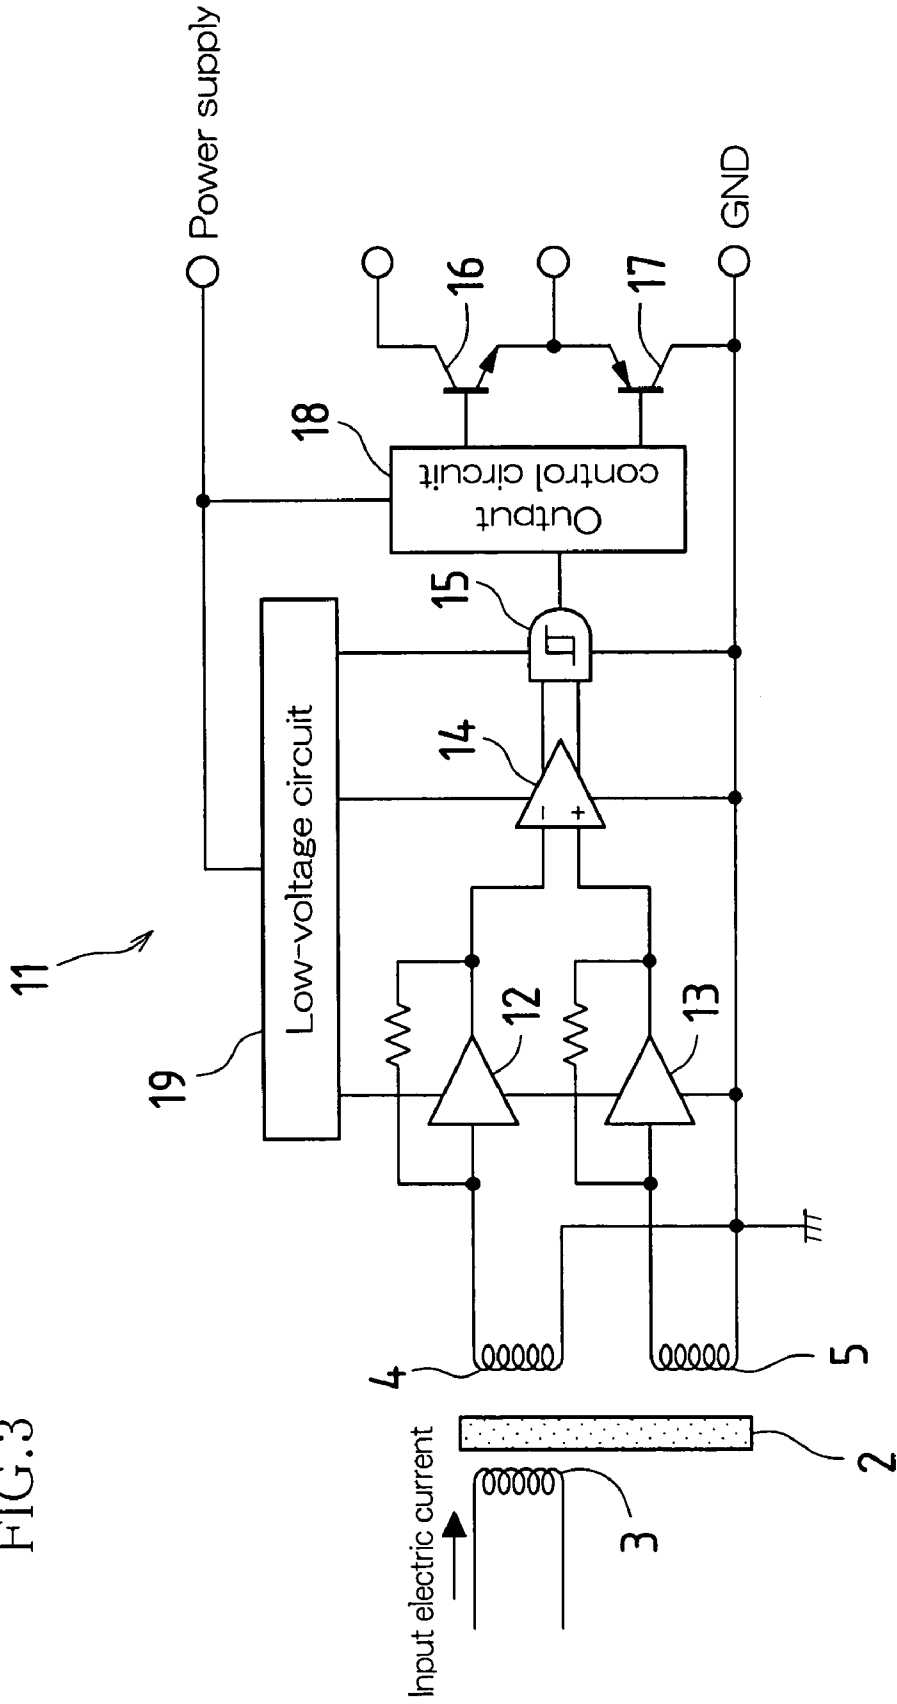 FIG.3
11
19
Low-voltage circuit
Power supply
18
Output
control circuit
16
17
15
14
-
+
12
13
GND
4
5
Input electric current
3
2